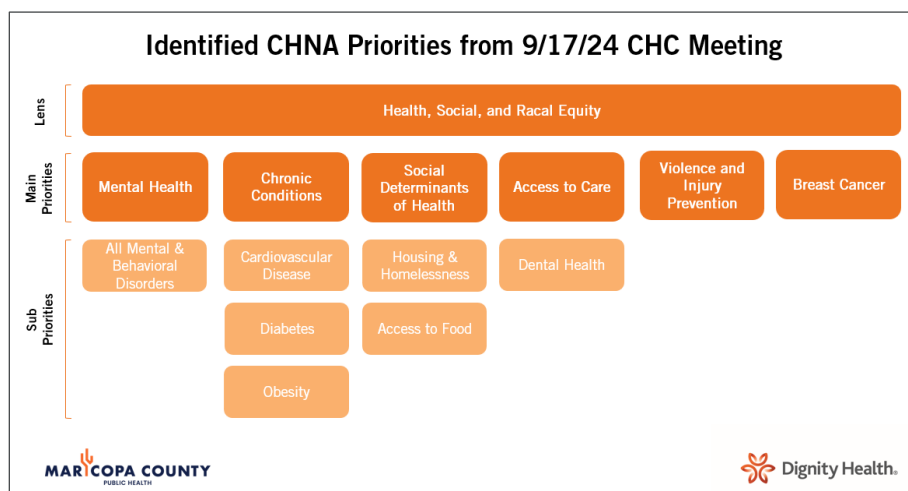 Identified CHNA Priorities from 9/17/24 CHC Meeting
Lens
Health, Social, and Racal Equity
Main
Priorities
Mental Health
Chronic
Conditions
Social
Determinants
of Health
Access to Care
Violence and
Injury
Prevention
Breast Cancer
Sub
Priorities
All Mental &
Behavioral
Disorders
Cardiovascular
Disease
Housing &
Homelessness
Dental Health
Diabetes
Access to Food
Obesity
MARICOPA COUNTY
PUBLIC HEALTH
Dignity Health®